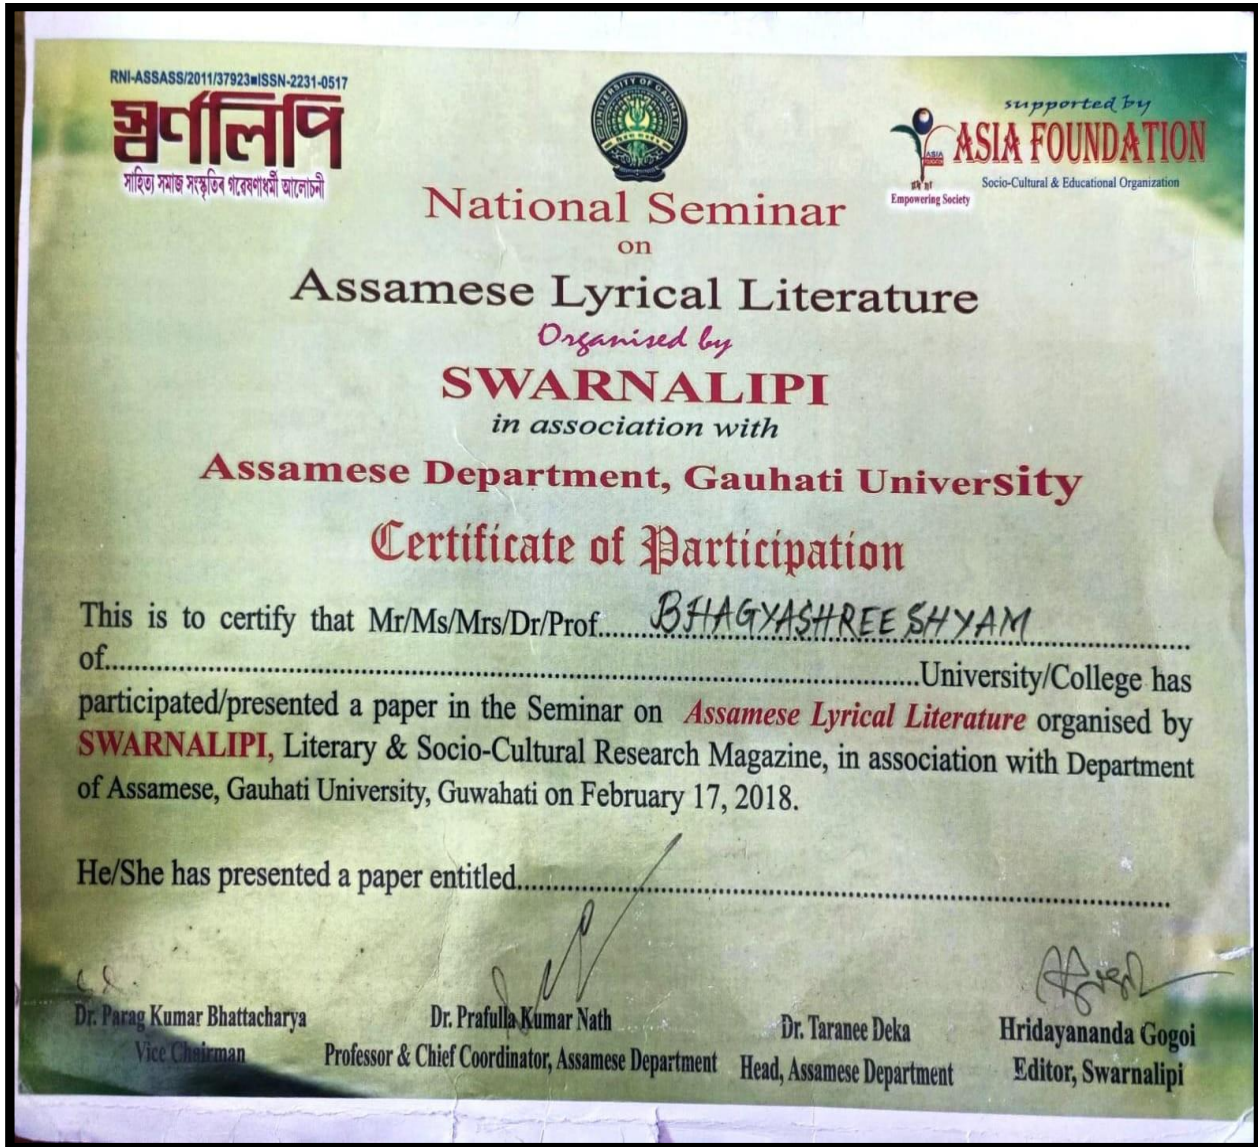 RNI-ASSASS/2011/37923■ISSN-2231-0517
স্বৰ্ণলিপি
সাহিত্য সমাজ সংস্কৃতিৰ গৱেষণাধৰ্মী আলোচনী
UNIVERSITY OF GAUHATI
supported by
ASIA FOUNDATION
Socio-Cultural & Educational Organization
ASIA
Empowering Society
National Seminar
on
Assamese Lyrical Literature
Organised by
SWARNALIPI
in association with
Assamese Department, Gauhati University
Certificate of Participation
This is to certify that Mr/Ms/Mrs/Dr/Prof..... BHAGYASHREE SHYAM
of..........University/College has
participated/presented a paper in the Seminar on Assamese Lyrical Literature organised by
SWARNALIPI, Literary & Socio-Cultural Research Magazine, in association with Department
of Assamese, Gauhati University, Guwahati on February 17, 2018.
He/She has presented a paper entitled..........
Dr. Parag Kumar Bhattacharya
Vice Chairman
Dr. Prafulla Kumar Nath
Professor & Chief Coordinator, Assamese Department
Dr. Taranee Deka
Head, Assamese Department
Hridayananda Gogoi
Editor, Swarnalipi